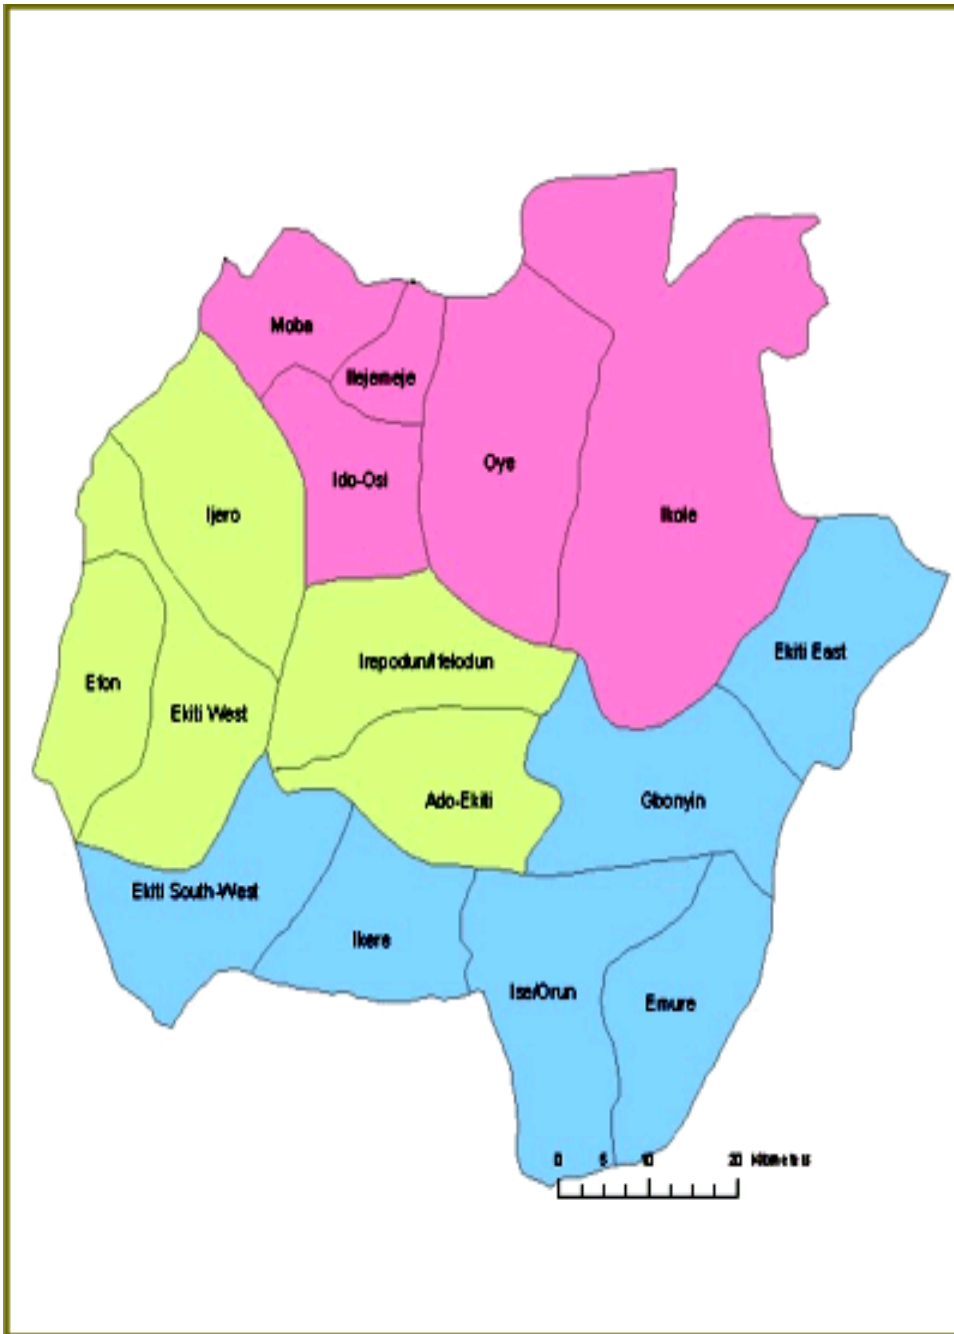 Moba
Ilejemeje
Oye
Ido-Osi
Ijero
Ikole
Ekiti East
Irepodun/Ifelodun
Efon
Ekiti West
Ado-Ekiti
Gbonyin
Ekiti South-West
Ikere
Ise/Orun
Emure
0 5 10 20 Kilometers